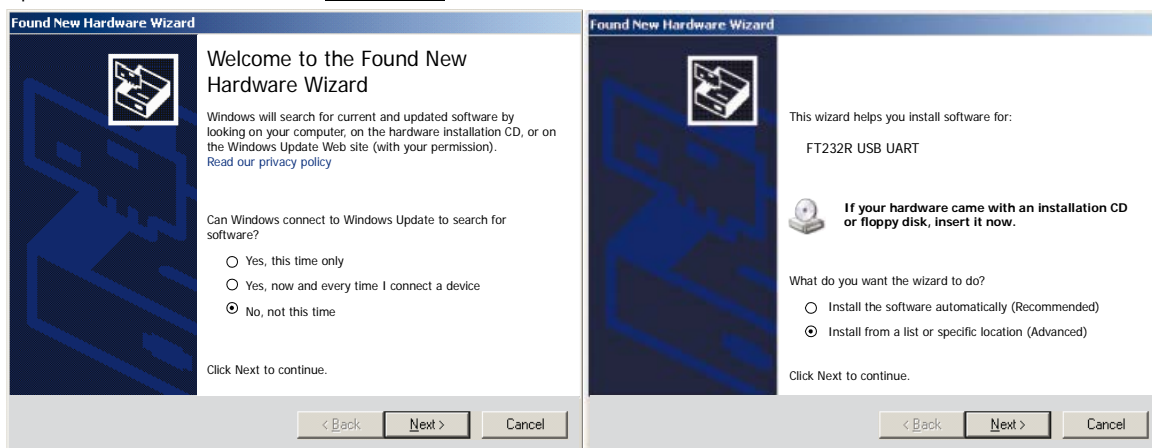 Found New Hardware Wizard
Welcome to the Found New
Hardware Wizard
Windows will search for current and updated software by
looking on your computer, on the hardware installation CD, or on
the Windows Update Web site (with your permission).
Read our privacy policy
Can Windows connect to Windows Update to search for
software?
Yes, this time only
Yes, now and every time I connect a device
No, not this time
Click Next to continue.
< Back
Next >
Cancel
Found New Hardware Wizard
This wizard helps you install software for:
FT232R USB UART
If your hardware came with an installation CD
or floppy disk, insert it now.
What do you want the wizard to do?
Install the software automatically (Recommended)
Install from a list or specific location (Advanced)
Click Next to continue.
< Back
Next >
Cancel